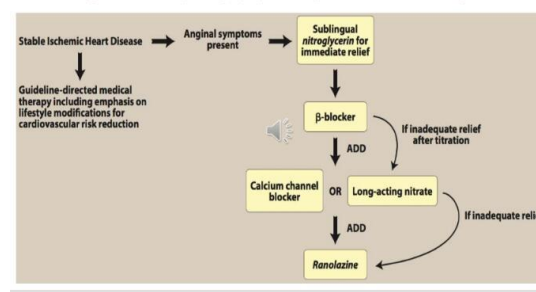 Stable Ischemic Heart Disease
Anginal symptoms
present
Sublingual
nitroglycerin for
immediate relief
Guideline-directed medical
therapy including emphasis on
lifestyle modifications for
cardiovascular risk reduction
β-blocker
If inadequate relief
after titration
ADD
Calcium channel
blocker
OR
Long-acting nitrate
If inadequate relie
ADD
Ranolazine